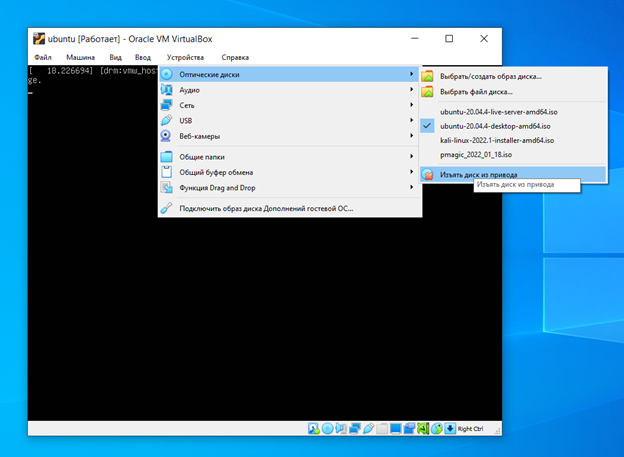 ubuntu [Работает] - Oracle VM VirtualBox
Файл Машина Вид Ввод Устройства Справка
[ 18.226694] [drm:vmw_hos
ge.
Оптические диски
Аудио
Сеть
USB
Веб-камеры
Общие папки
Общий буфер обмена
Функция Drag and Drop
Подключить образ диска Дополнений гостевой ОС...
Выбрать/создать образ диска...
Выбрать файл диска...
ubuntu-20.04.4-live-server-amd64.iso
ubuntu-20.04.4-desktop-amd64.iso
kali-linux-2022.1-installer-amd64.iso
pmagic_2022_01_18.iso
Изъять диск из привода
Изъять диск из привода
Right Ctrl